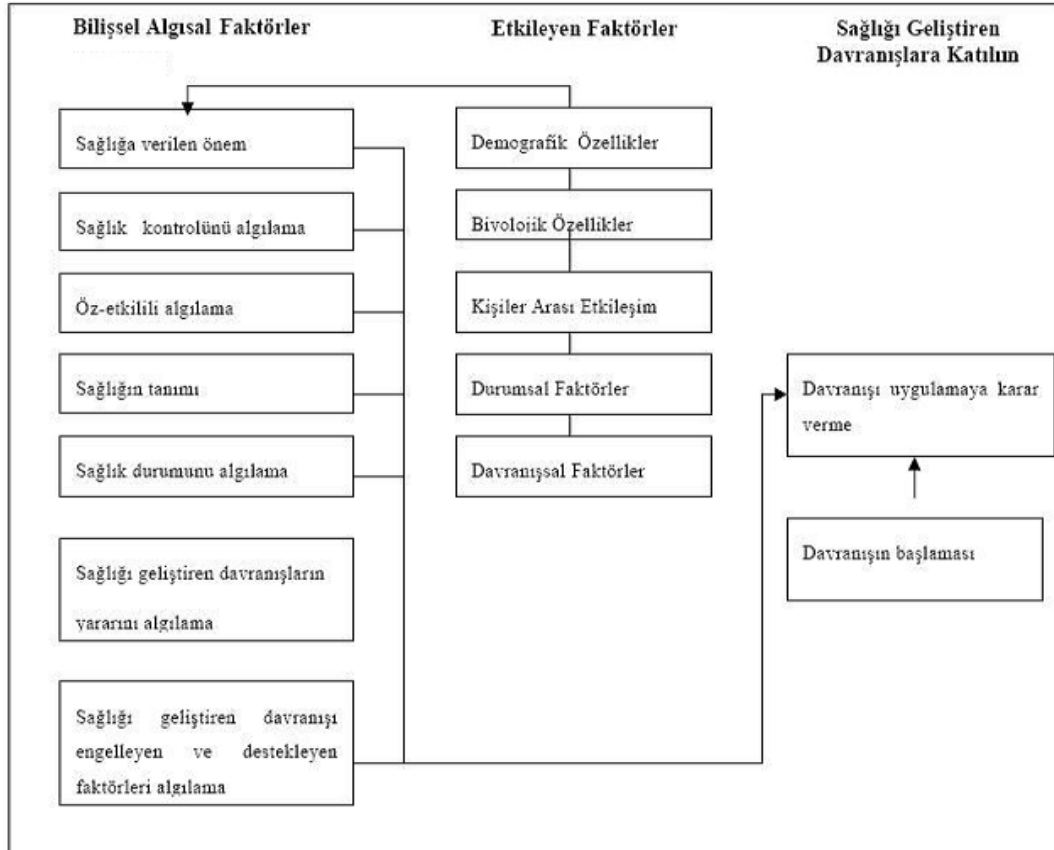 Bilişsel Algısal Faktörler
Etkileyen Faktörler
Sağlığı Geliştiren
Davranışlara Katılım
Sağlığa verilen önem
Sağlık kontrolünü algılama
Öz-etkilili algılama
Sağlığın tanımı
Sağlık durumunu algılama
Sağlığı geliştiren davranışların
yararını algılama
Sağlığı geliştiren davranışı
engelleyen ve destekleyen
faktörleri algılama
Demografik Özellikler
Bivolojik Özellikler
Kişiler Arası Etkileşim
Durumsal Faktörler
Davranışsal Faktörler
Davranışı uygulamaya karar
verme
Davranışın başlaması